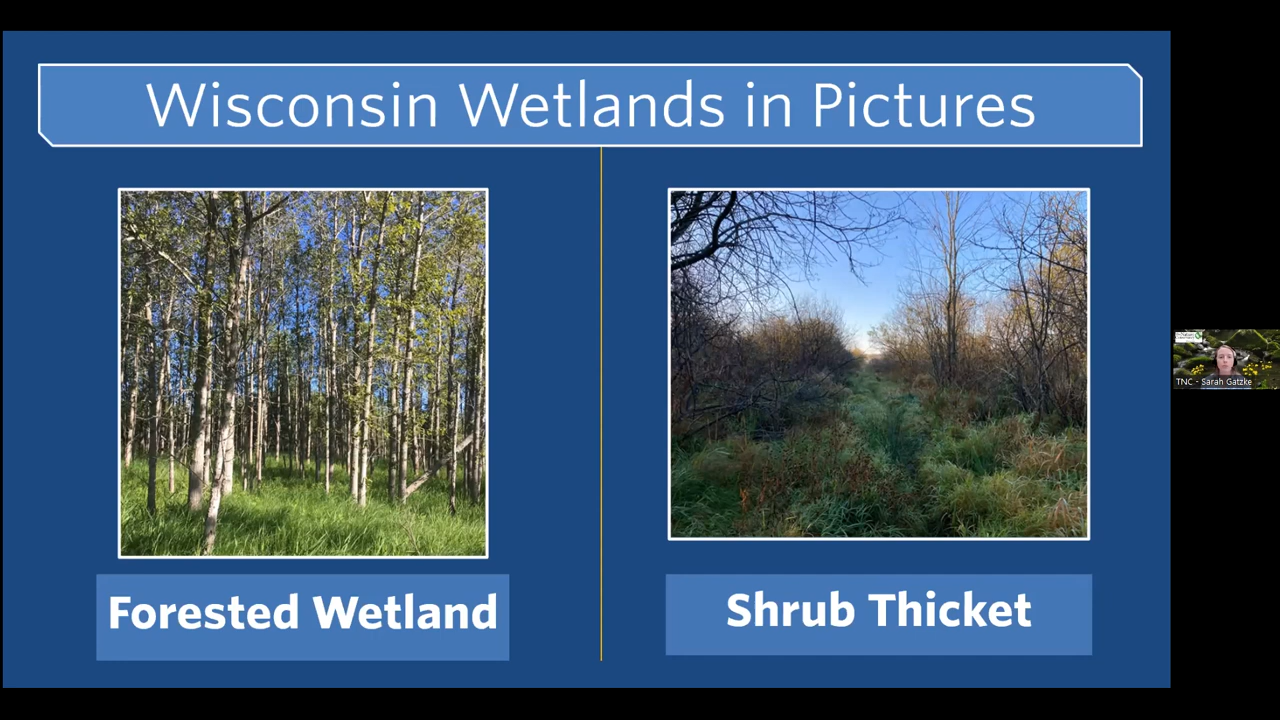 Wisconsin Wetlands in Pictures
Forested Wetland
Shrub Thicket
TNC - Sarah Gatzke